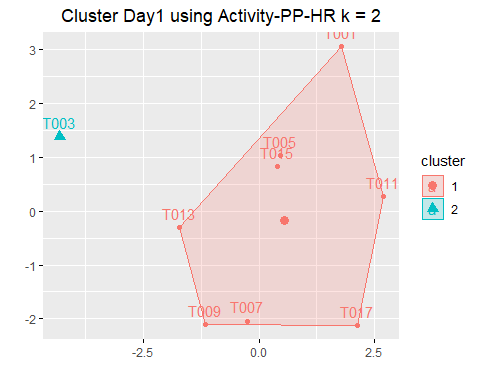 Cluster Day1 using Activity-PP-HR k = 2
T001
3
2
T003
T005
T015
1
T011
T013
0
-1
T009
T007
T017
-2
-2.5
0.0
2.5
cluster
a
1
a
2